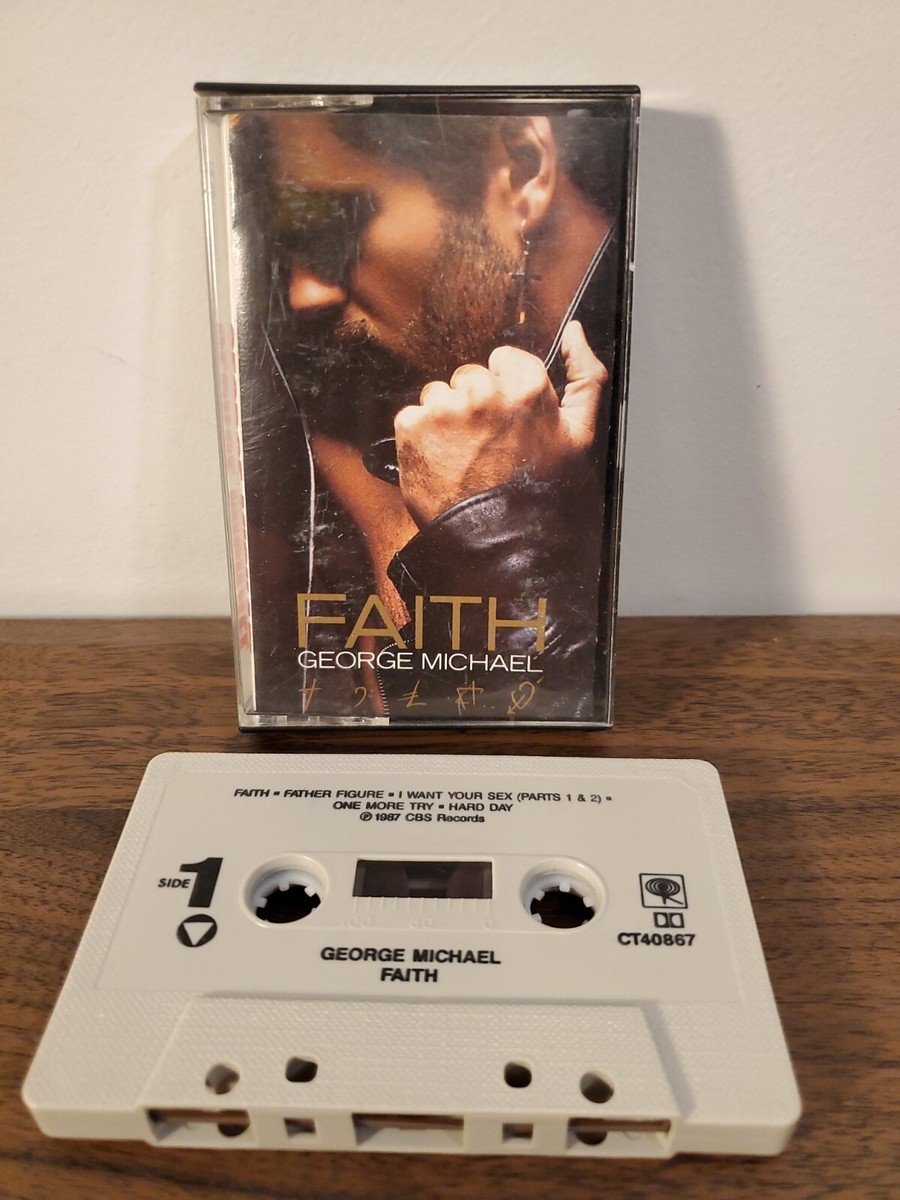 FAITH
GEORGE MICHAEL
FAITH • FATHER FIGURE • I WANT YOUR SEX (PARTS 1 & 2) •
ONE MORE TRY • HARD DAY
℗ 1987 CBS Records
SIDE 1
100 50 0
CT40867
GEORGE MICHAEL
FAITH